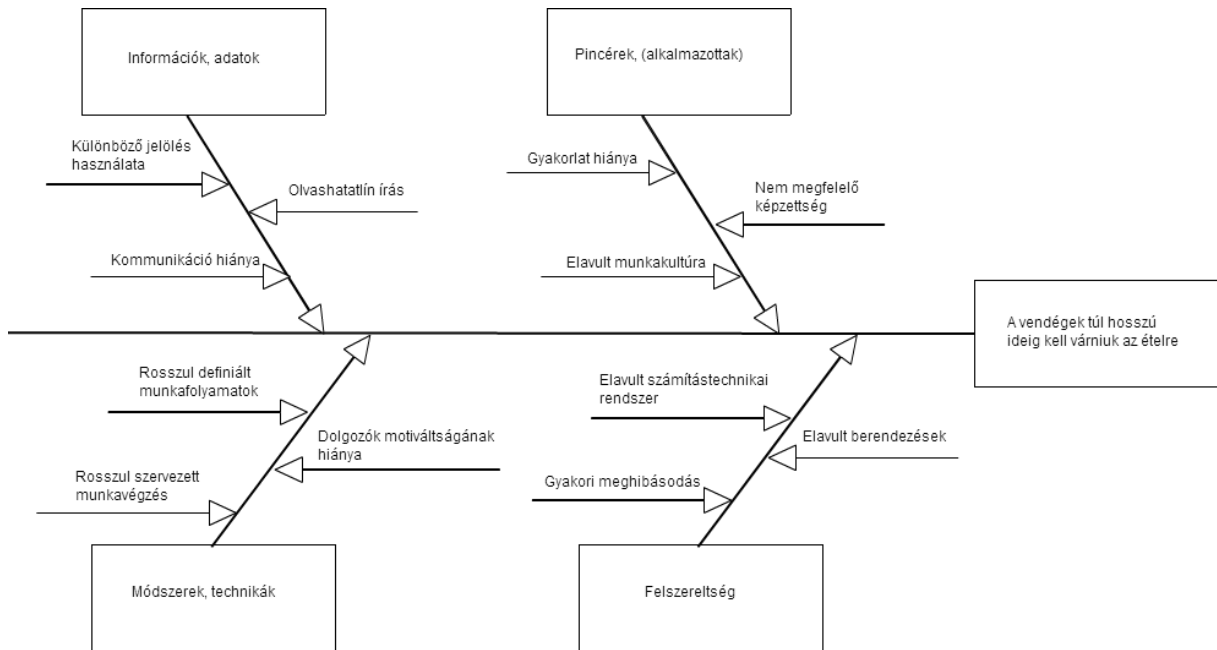 Információk, adatok
Pincérek, (alkalmazottak)
Különböző jelölés
használata
Olvashatatlín írás
Kommunikáció hiánya
Gyakorlat hiánya
Nem megfelelő
képzettség
Elavult munkakultúra
A vendégek túl hosszú
ideig kell várniuk az ételre
Rosszul definiált
munkafolyamatok
Dolgozók motiváltságának
hiánya
Rosszul szervezett
munkavégzés
Elavult számítástechnikai
rendszer
Elavult berendezések
Gyakori meghibásodás
Módszerek, technikák
Felszereltség